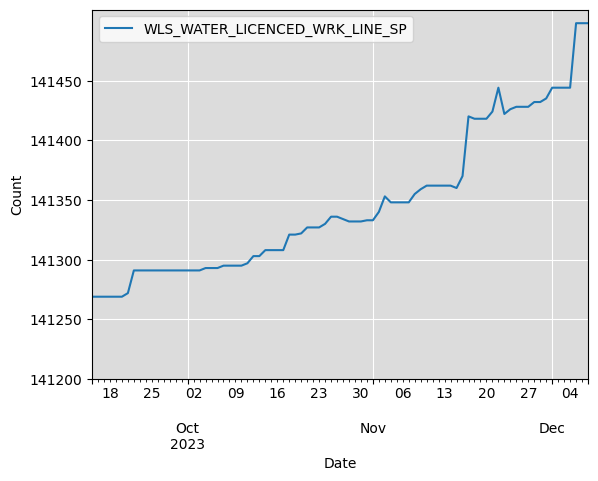 WLS_WATER_LICENCED_WRK_LINE_SP
141450
141400
141350
141300
141250
141200
Count
18 25 02 09 16 23 30 06 13 20 27 04
Oct Nov Dec
2023
Date